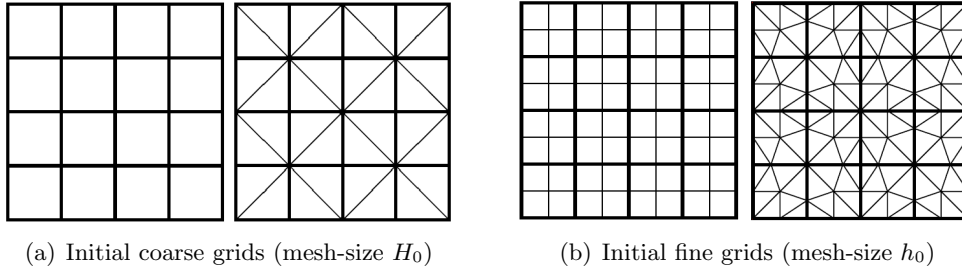 (a) Initial coarse grids (mesh-size H₀)
(b) Initial fine grids (mesh-size h₀)